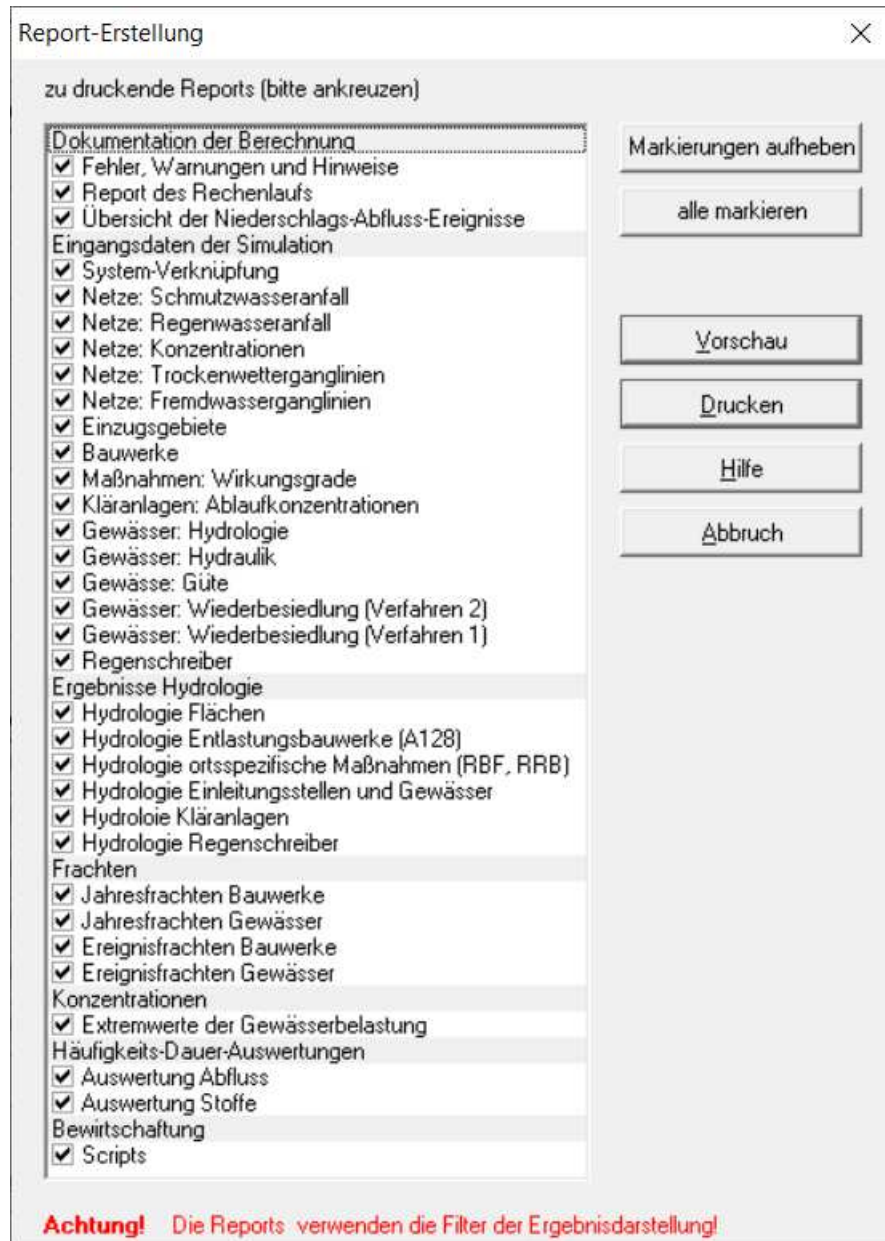 Report-Erstellung
zu druckende Reports (bitte ankreuzen)
Dokumentation der Berechnung
Fehler, Warnungen und Hinweise
Report des Rechenlaufs
Übersicht der Niederschlags-Abfluss-Ereignisse
Eingangsdaten der Simulation
System-Verknüpfung
Netze: Schmutzwasseranfall
Netze: Regenwasseranfall
Netze: Konzentrationen
Netze: Trockenwetterganglinien
Netze: Fremdwasserganglinien
Einzugsgebiete
Bauwerke
Maßnahmen: Wirkungsgrade
Kläranlagen: Ablaufkonzentrationen
Gewässer: Hydrologie
Gewässer: Hydraulik
Gewässe: Güte
Gewässer: Wiederbesiedlung (Verfahren 2)
Gewässer: Wiederbesiedlung (Verfahren 1)
Regenschreiber
Ergebnisse Hydrologie
Hydrologie Flächen
Hydrologie Entlastungsbauwerke (A128)
Hydrologie ortsspezifische Maßnahmen (RBF, RRB)
Hydrologie Einleitungsstellen und Gewässer
Hydroloie Kläranlagen
Hydrologie Regenschreiber
Frachten
Jahresfrachten Bauwerke
Jahresfrachten Gewässer
Ereignisfrachten Bauwerke
Ereignisfrachten Gewässer
Konzentrationen
Extremwerte der Gewässerbelastung
Häufigkeits-Dauer-Auswertungen
Auswertung Abfluss
Auswertung Stoffe
Bewirtschaftung
Scripts
Markierungen aufheben
alle markieren
Vorschau
Drucken
Hilfe
Abbruch
Achtung! Die Reports verwenden die Filter der Ergebnisdarstellung!